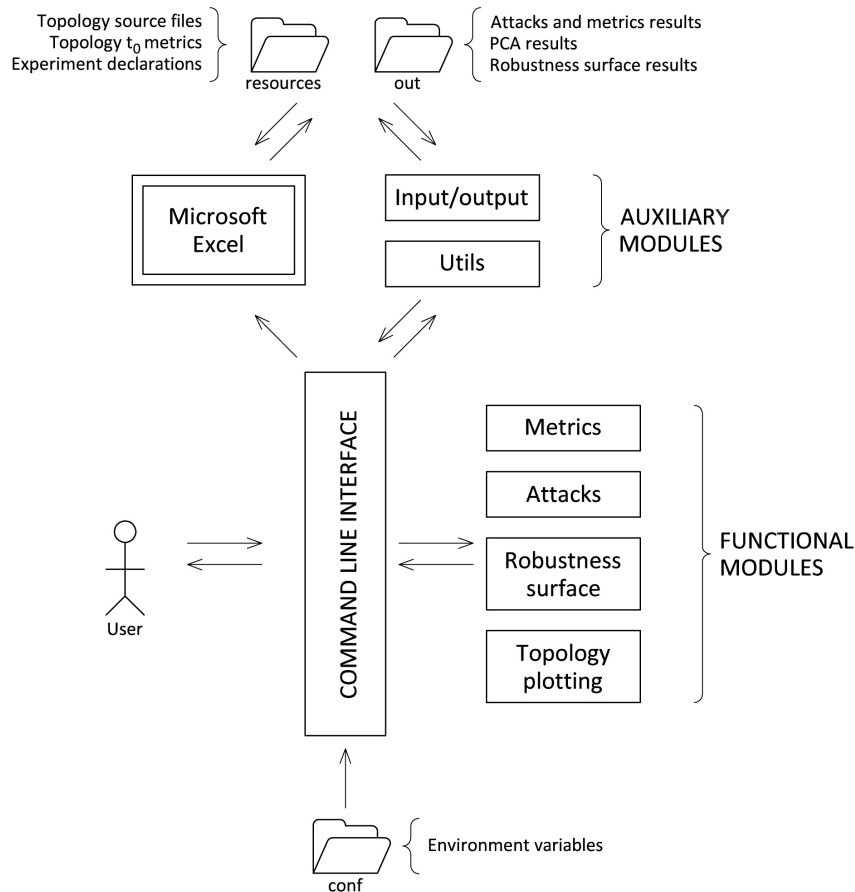 Topology source files
Topology t0 metrics
Experiment declarations
resources
out
Attacks and metrics results
PCA results
Robustness surface results
Microsoft
Excel
Input/output
Utils
AUXILIARY
MODULES
COMMAND LINE INTERFACE
User
Metrics
Attacks
Robustness
surface
Topology
plotting
FUNCTIONAL
MODULES
conf
Environment variables